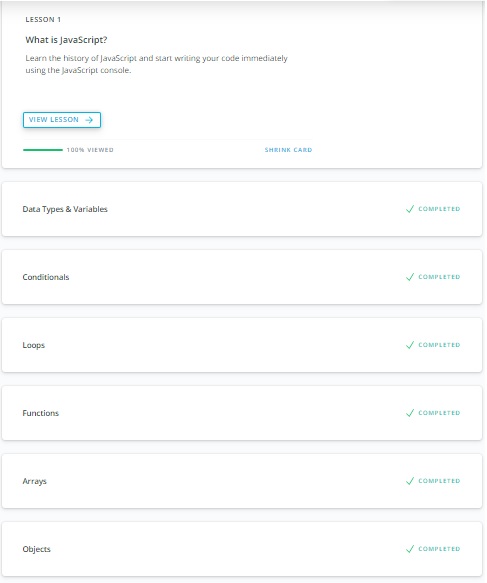 LESSON 1
What is JavaScript?
Learn the history of JavaScript and start writing your code immediately
using the JavaScript console.
VIEW LESSON →
100% VIEWED SHRINK CARD
Data Types & Variables ✓ COMPLETED
Conditionals ✓ COMPLETED
Loops ✓ COMPLETED
Functions ✓ COMPLETED
Arrays ✓ COMPLETED
Objects ✓ COMPLETED